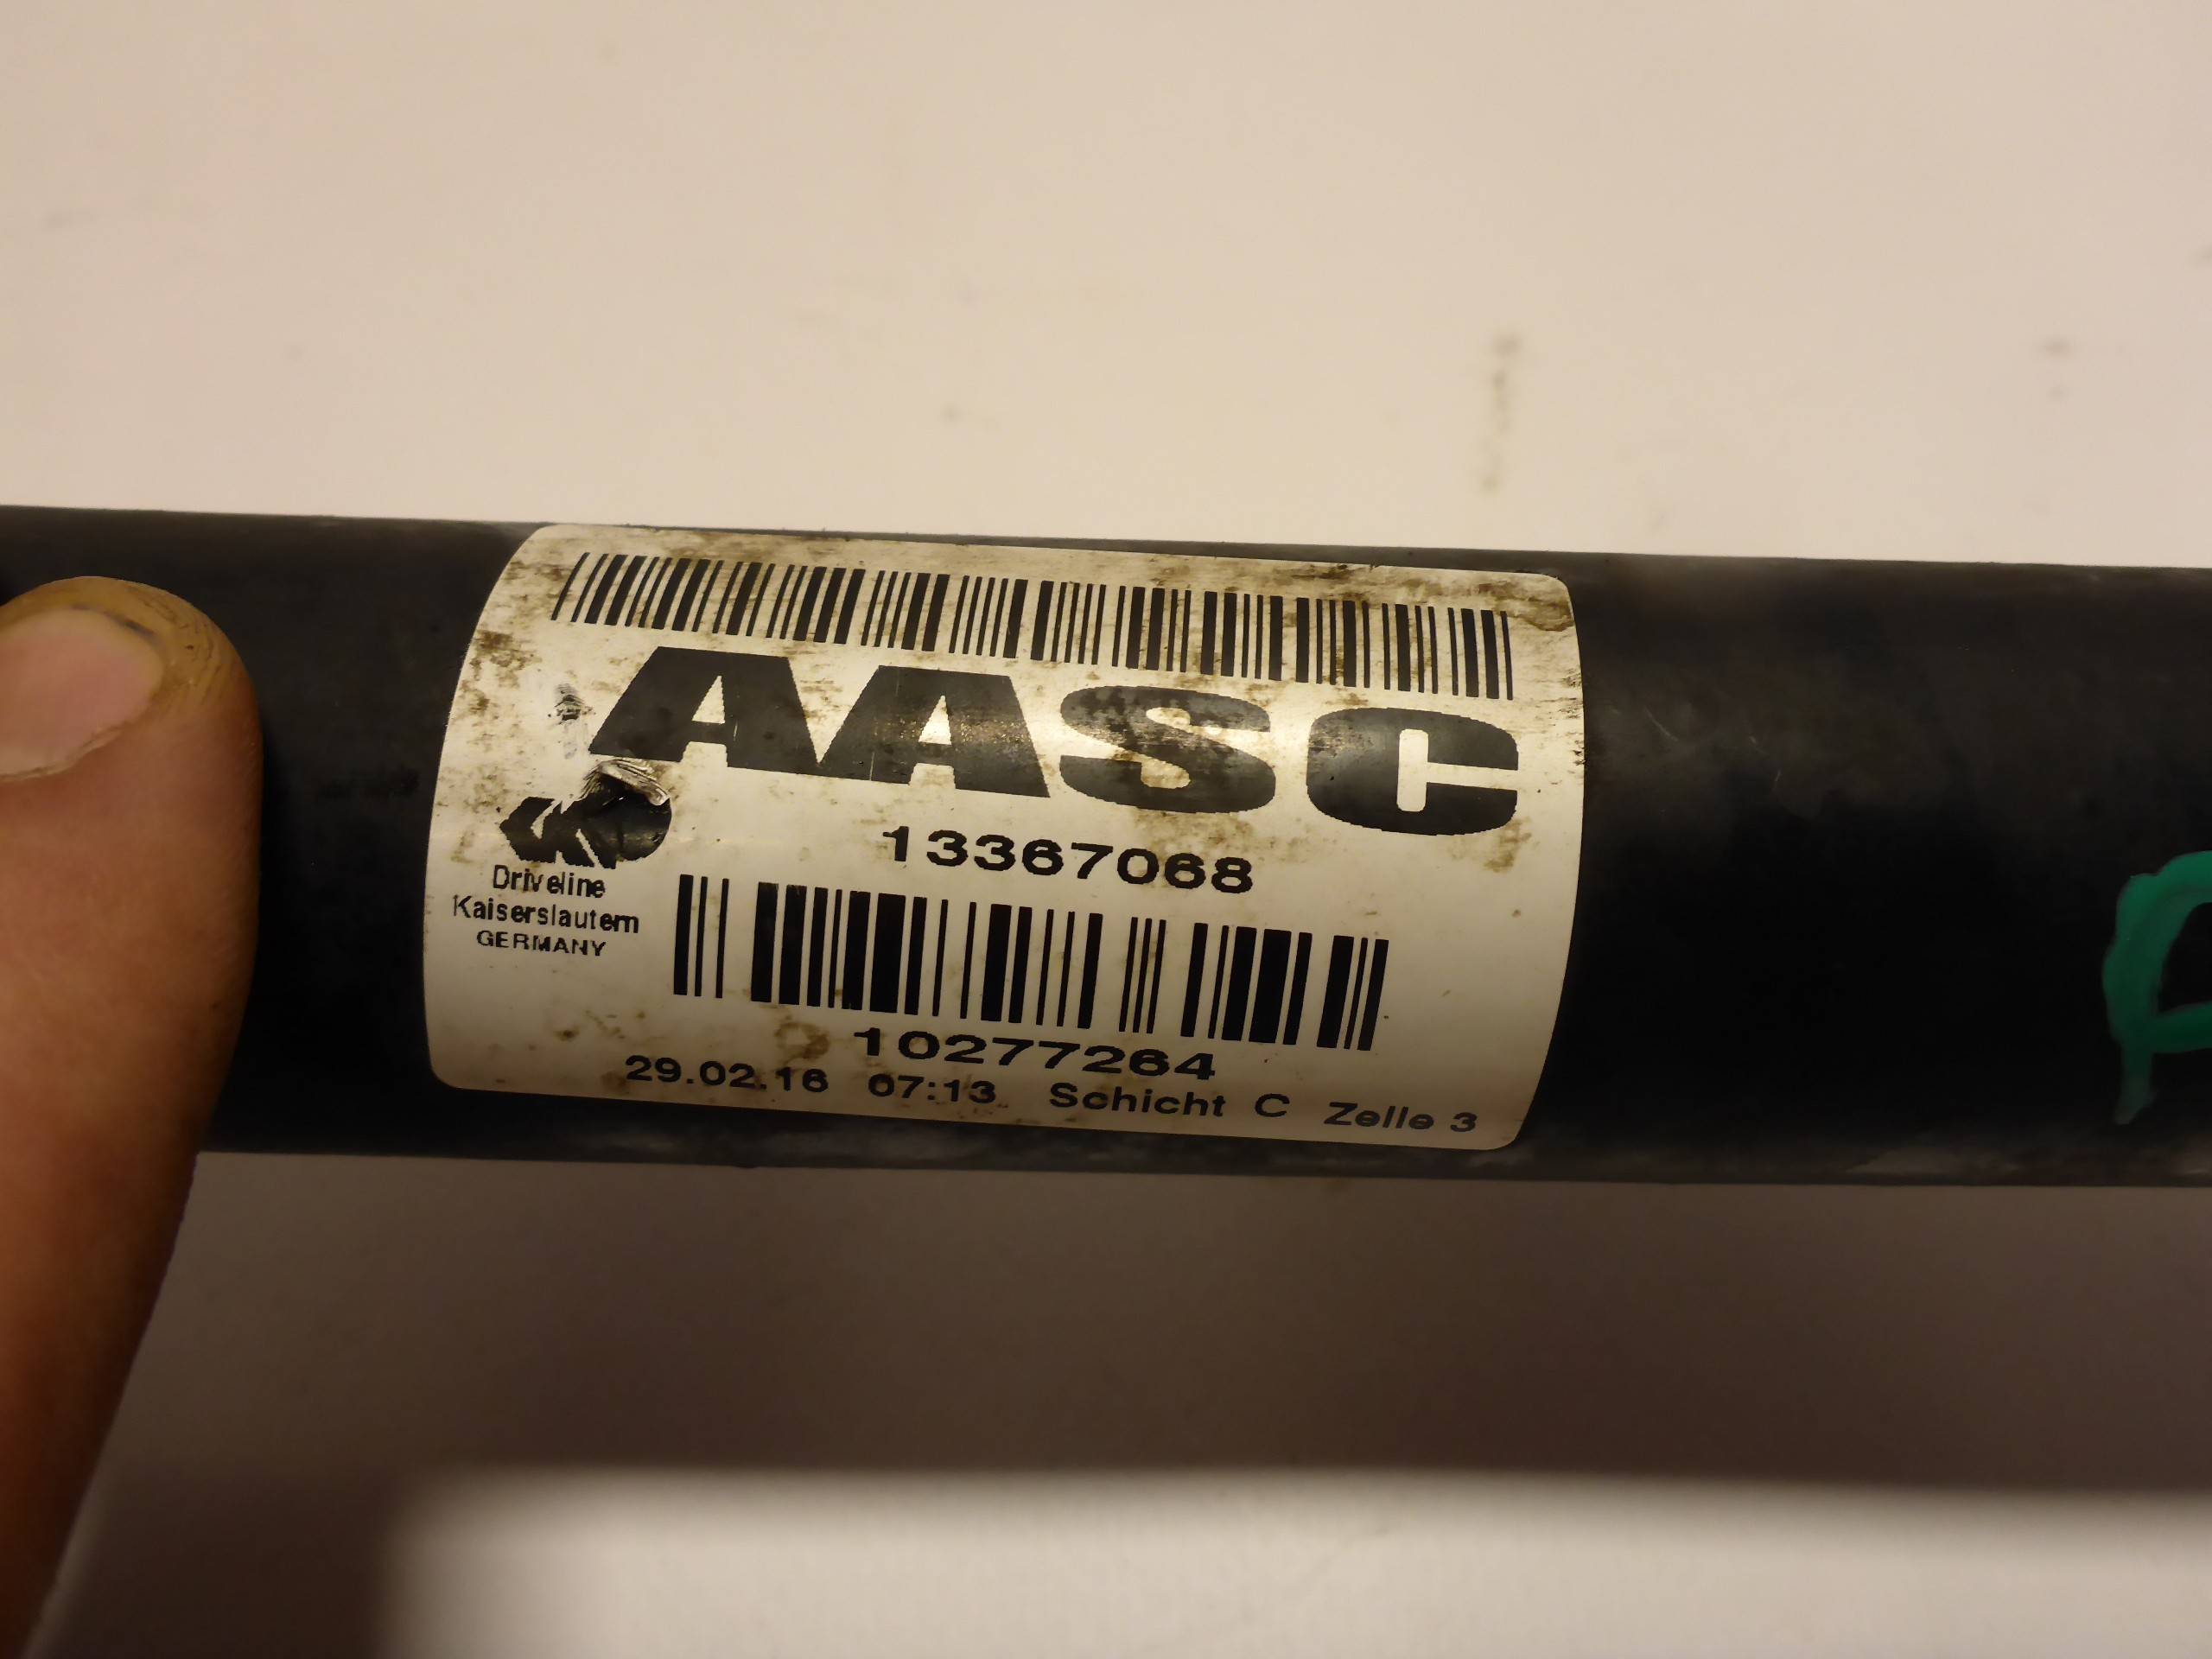 AASC
13367068
Driveline
Kaiserslautern
GERMANY
10277264
29.02.16 07:13 Schicht C Zelle 3